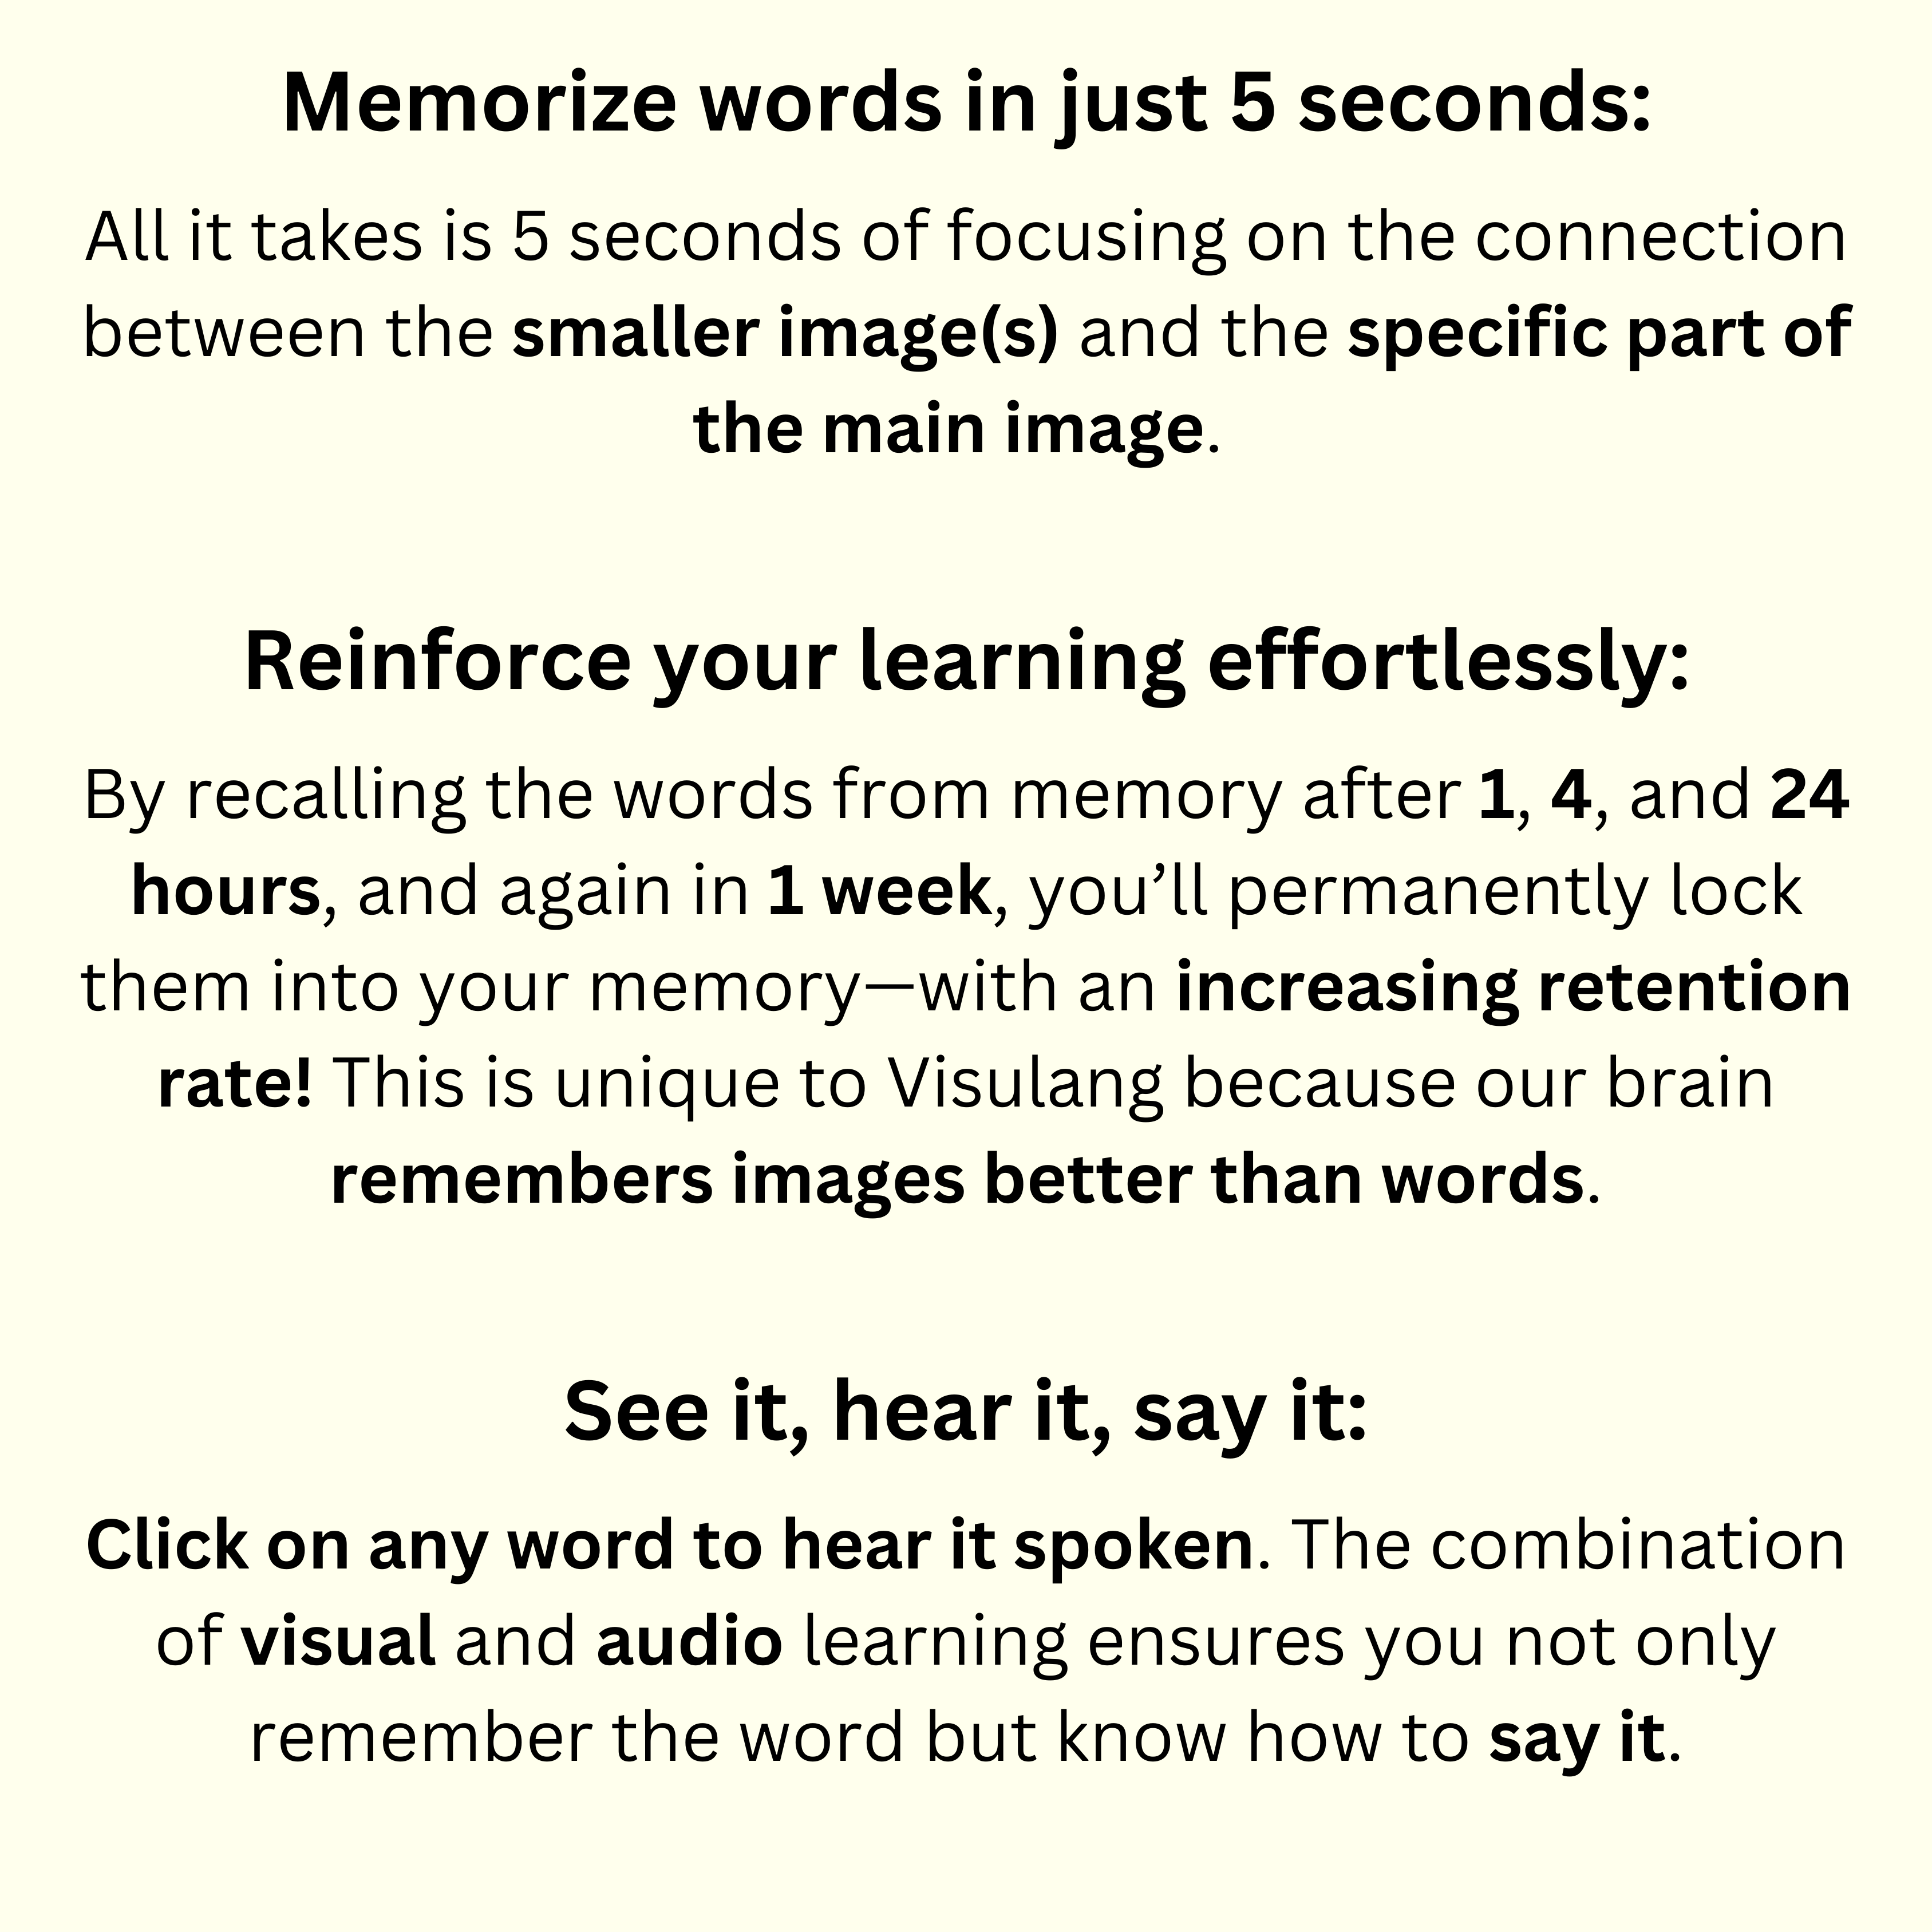 Memorize words in just 5 seconds:
All it takes is 5 seconds of focusing on the connection
between the smaller image(s) and the specific part of
the main image.
Reinforce your learning effortlessly:
By recalling the words from memory after 1, 4, and 24
hours, and again in 1 week, you’ll permanently lock
them into your memory—with an increasing retention
rate! This is unique to Visulang because our brain
remembers images better than words.
See it, hear it, say it:
Click on any word to hear it spoken. The combination
of visual and audio learning ensures you not only
remember the word but know how to say it.